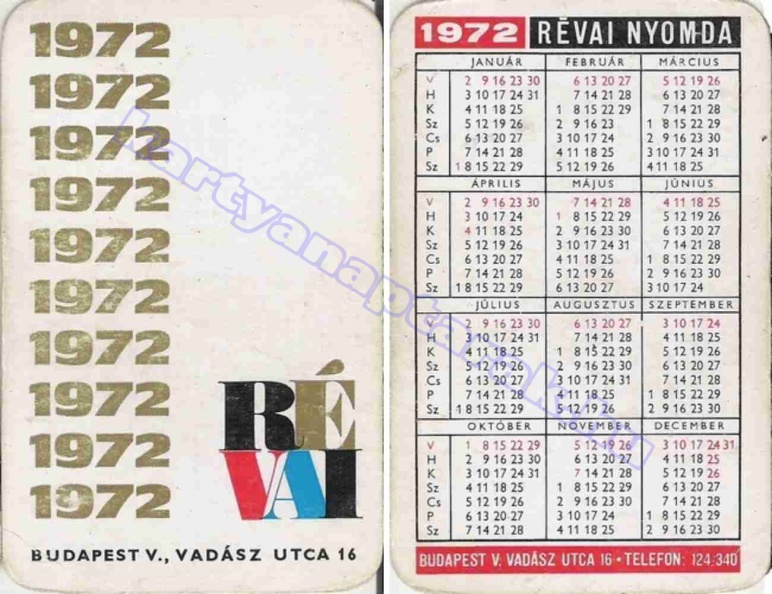 1972
1972
1972
1972
1972
1972
1972
1972
1972
1972
RÉ
VAI
BUDAPEST V., VADÁSZ UTCA 16
1972 RÉVAI NYOMDA
JANUÁR FEBRUÁR MÁRCIUS
V 2 9 16 23 30 6 13 20 27 5 12 19 26
H 3 10 17 24 31 7 14 21 28 6 13 20 27
K 4 11 18 25 1 8 15 22 29 7 14 21 28
Sz 5 12 19 26 2 9 16 23 1 8 15 22 29
Cs 6 13 20 27 3 10 17 24 2 9 16 23 30
P 7 14 21 28 4 11 18 25 3 10 17 24 31
Sz 1 8 15 22 29 5 12 19 26 4 11 18 25
ÁPRILIS MÁJUS JÚNIUS
V 2 9 16 23 30 7 14 21 28 4 11 18 25
H 3 10 17 24 1 8 15 22 29 5 12 19 26
K 4 11 18 25 2 9 16 23 30 6 13 20 27
Sz 5 12 19 26 3 10 17 24 31 7 14 21 28
Cs 6 13 20 27 4 11 18 25 1 8 15 22 29
P 7 14 21 28 5 12 19 26 2 9 16 23 30
Sz 1 8 15 22 29 6 13 20 27 3 10 17 24
JÚLIUS AUGUSZTUS SZEPTEMBER
V 2 9 16 23 30 6 13 20 27 3 10 17 24
H 3 10 17 24 31 7 14 21 28 4 11 18 25
K 4 11 18 25 1 8 15 22 29 5 12 19 26
Sz 5 12 19 26 2 9 16 23 30 6 13 20 27
Cs 6 13 20 27 3 10 17 24 31 7 14 21 28
P 7 14 21 28 4 11 18 25 1 8 15 22 29
Sz 1 8 15 22 29 5 12 19 26 2 9 16 23 30
OKTÓBER NOVEMBER DECEMBER
V 1 8 15 22 29 5 12 19 26 3 10 17 24 31
H 2 9 16 23 30 6 13 20 27 4 11 18 25
K 3 10 17 24 31 7 14 21 28 5 12 19 26
Sz 4 11 18 25 1 8 15 22 29 6 13 20 27
Cs 5 12 19 26 2 9 16 23 30 7 14 21 28
P 6 13 20 27 3 10 17 24 1 8 15 22 29
Sz 7 14 21 28 4 11 18 25 2 9 16 23 30
BUDAPEST V. VADÁSZ UTCA 16 • TELEFON: 124-340